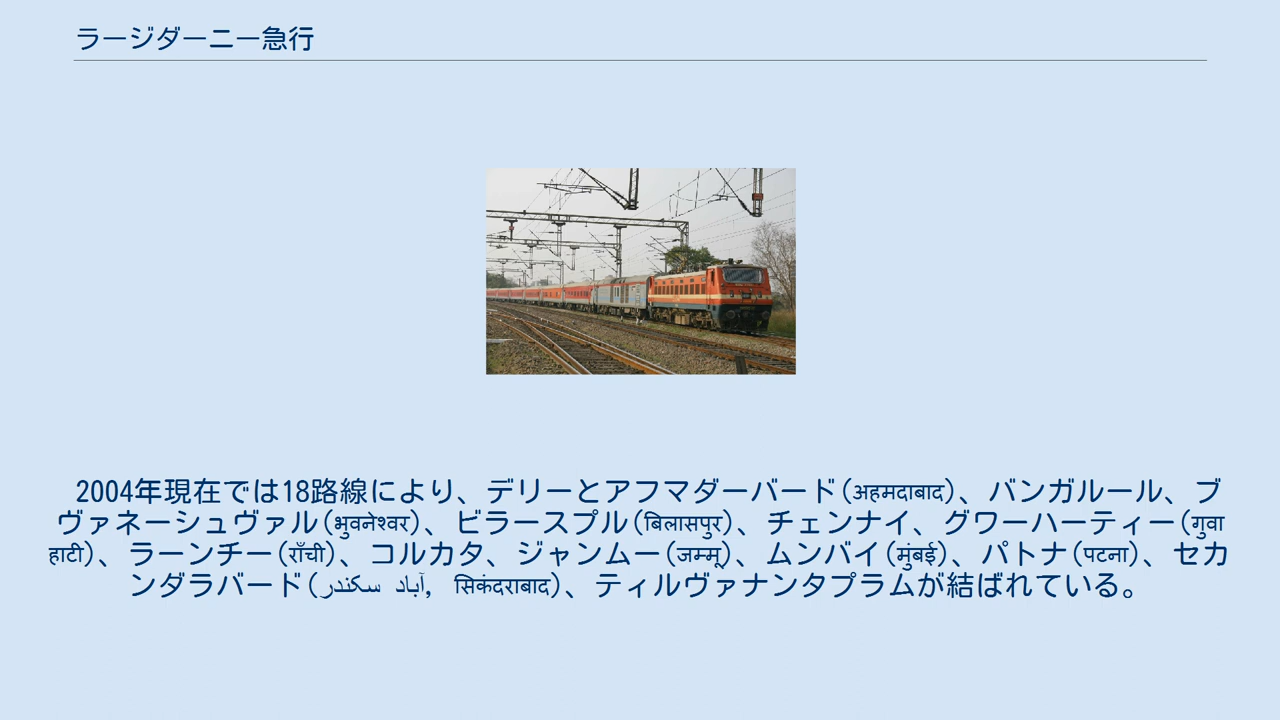 ラージダーニー急行
2004年現在では18路線により、デリーとアフマダーバード(अहमदाबाद)、バンガルール、ブ
ヴァネーシュヴァル(भुवनेश्वर)、ビラースプル(बिलासपुर)、チェンナイ、グワーハーティー(गुवा
हाटी)、ラーンチー(राँची)、コルカタ、ジャンムー(जम्मू)、ムンバイ(मुंबई)、パトナ(पटना)、セカ
ンダラバード(سکندر آباد, सिकंदराबाद)、ティルヴァナンタプラムが結ばれている。